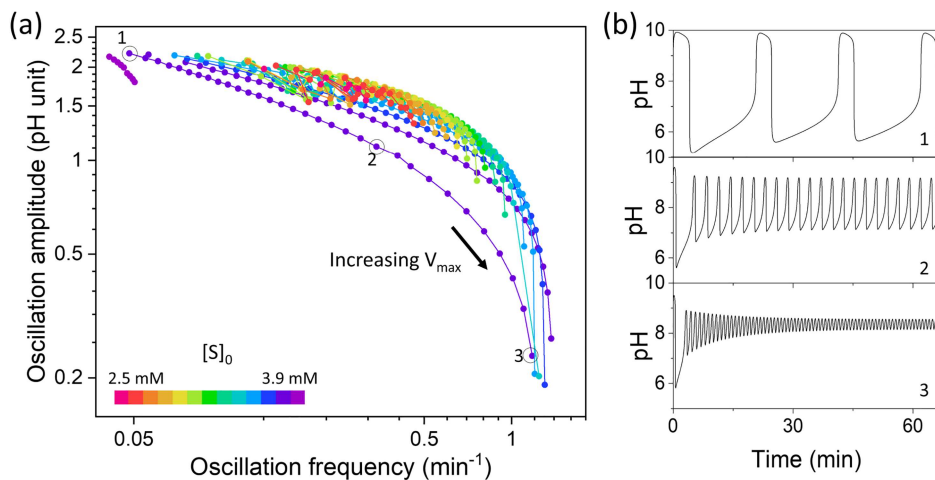 (a)
2.5
2
1.5
1
0.5
0.2
Oscillation amplitude (pH unit)
1
2
3
Increasing Vmax
[S]0
2.5 mM 3.9 mM
0.05 0.5 1
Oscillation frequency (min-1)
(b)
10
8
6
pH
1
10
8
6
pH
2
10
8
6
pH
3
0 30 60
Time (min)